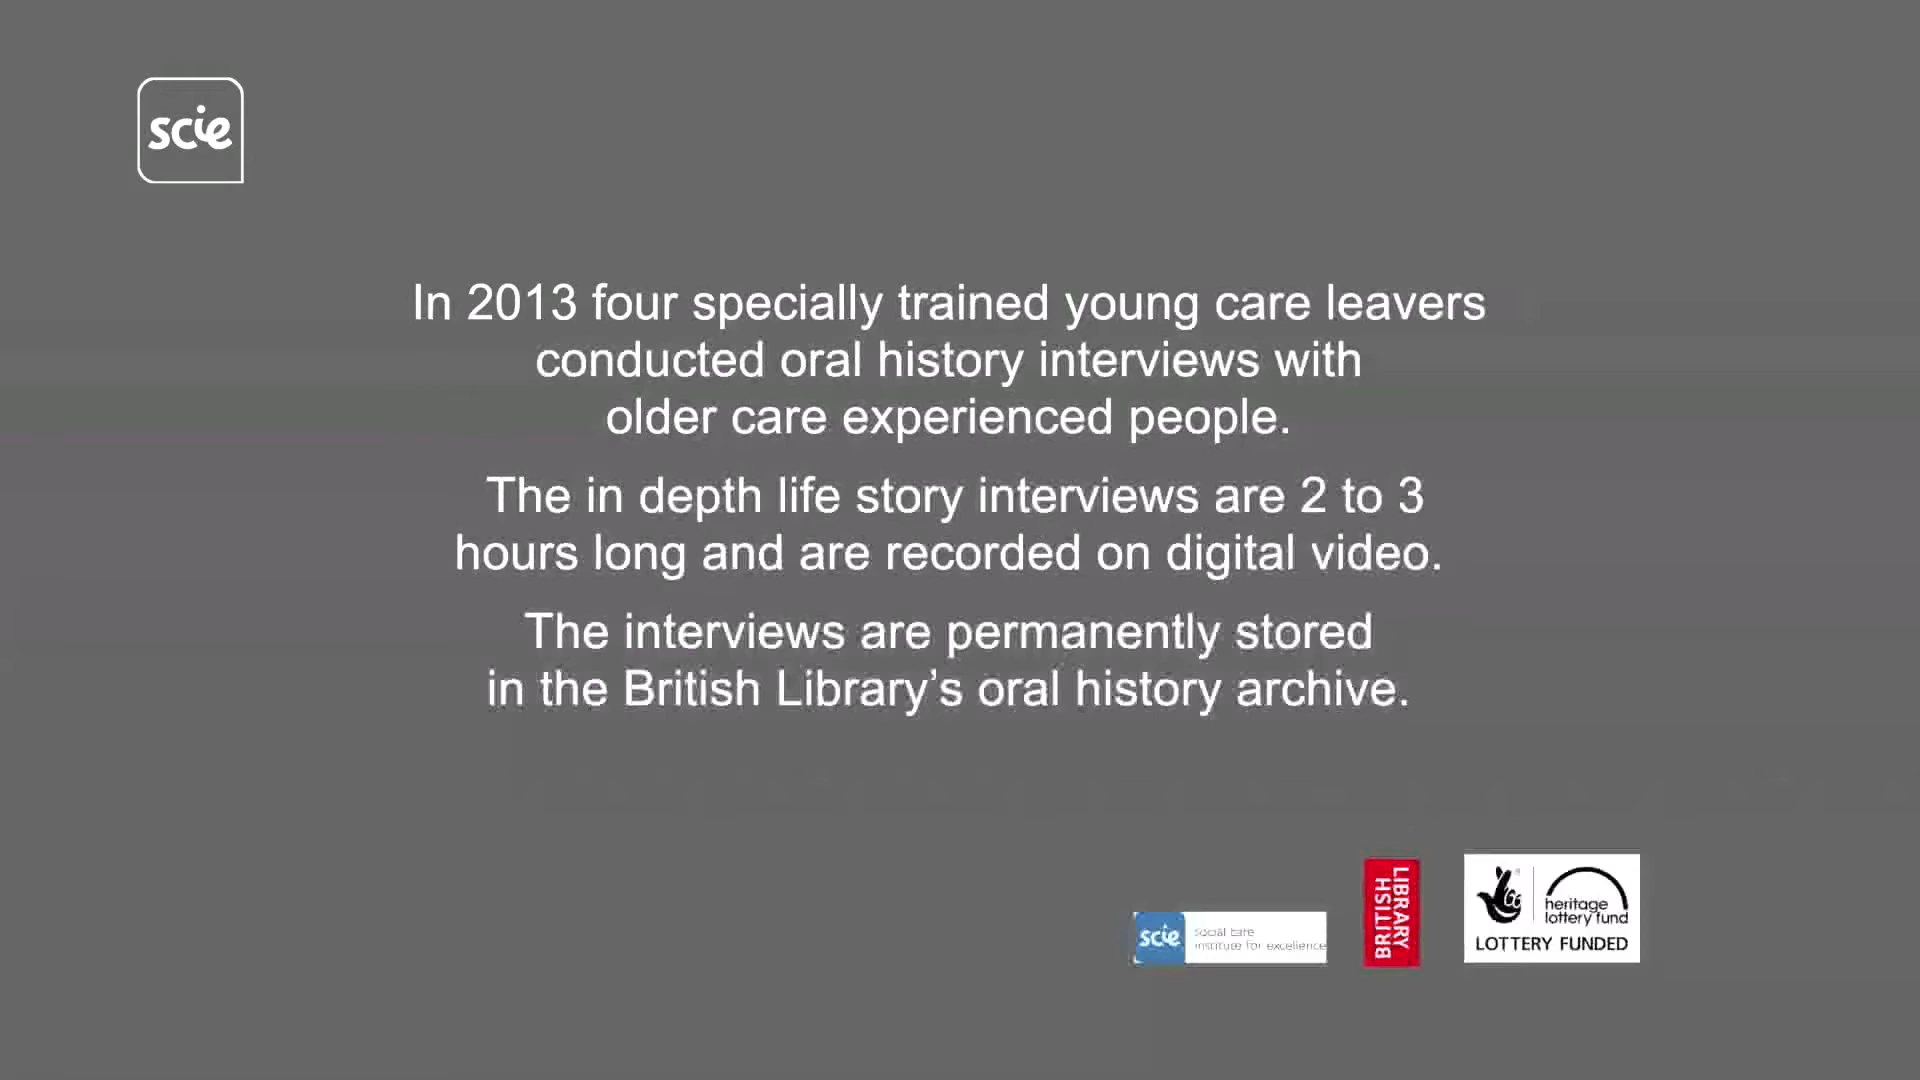 scie
In 2013 four specially trained young care leavers
conducted oral history interviews with
older care experienced people.
The in depth life story interviews are 2 to 3
hours long and are recorded on digital video.
The interviews are permanently stored
in the British Library’s oral history archive.
scie
social care
institute for excellence
BRITISH
LIBRARY
heritage
lottery fund
LOTTERY FUNDED